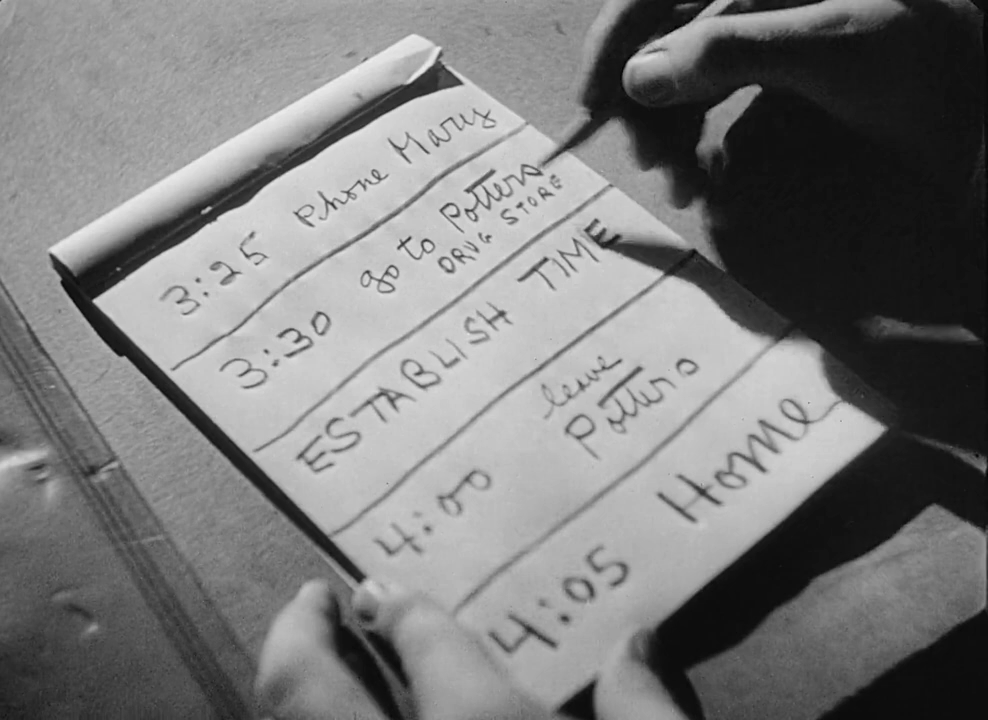 3:25 Phone Mary
3:30 go to Potters
DRUG STORE
ESTABLISH TIME
leave
4:00 Potters
4:05 Home